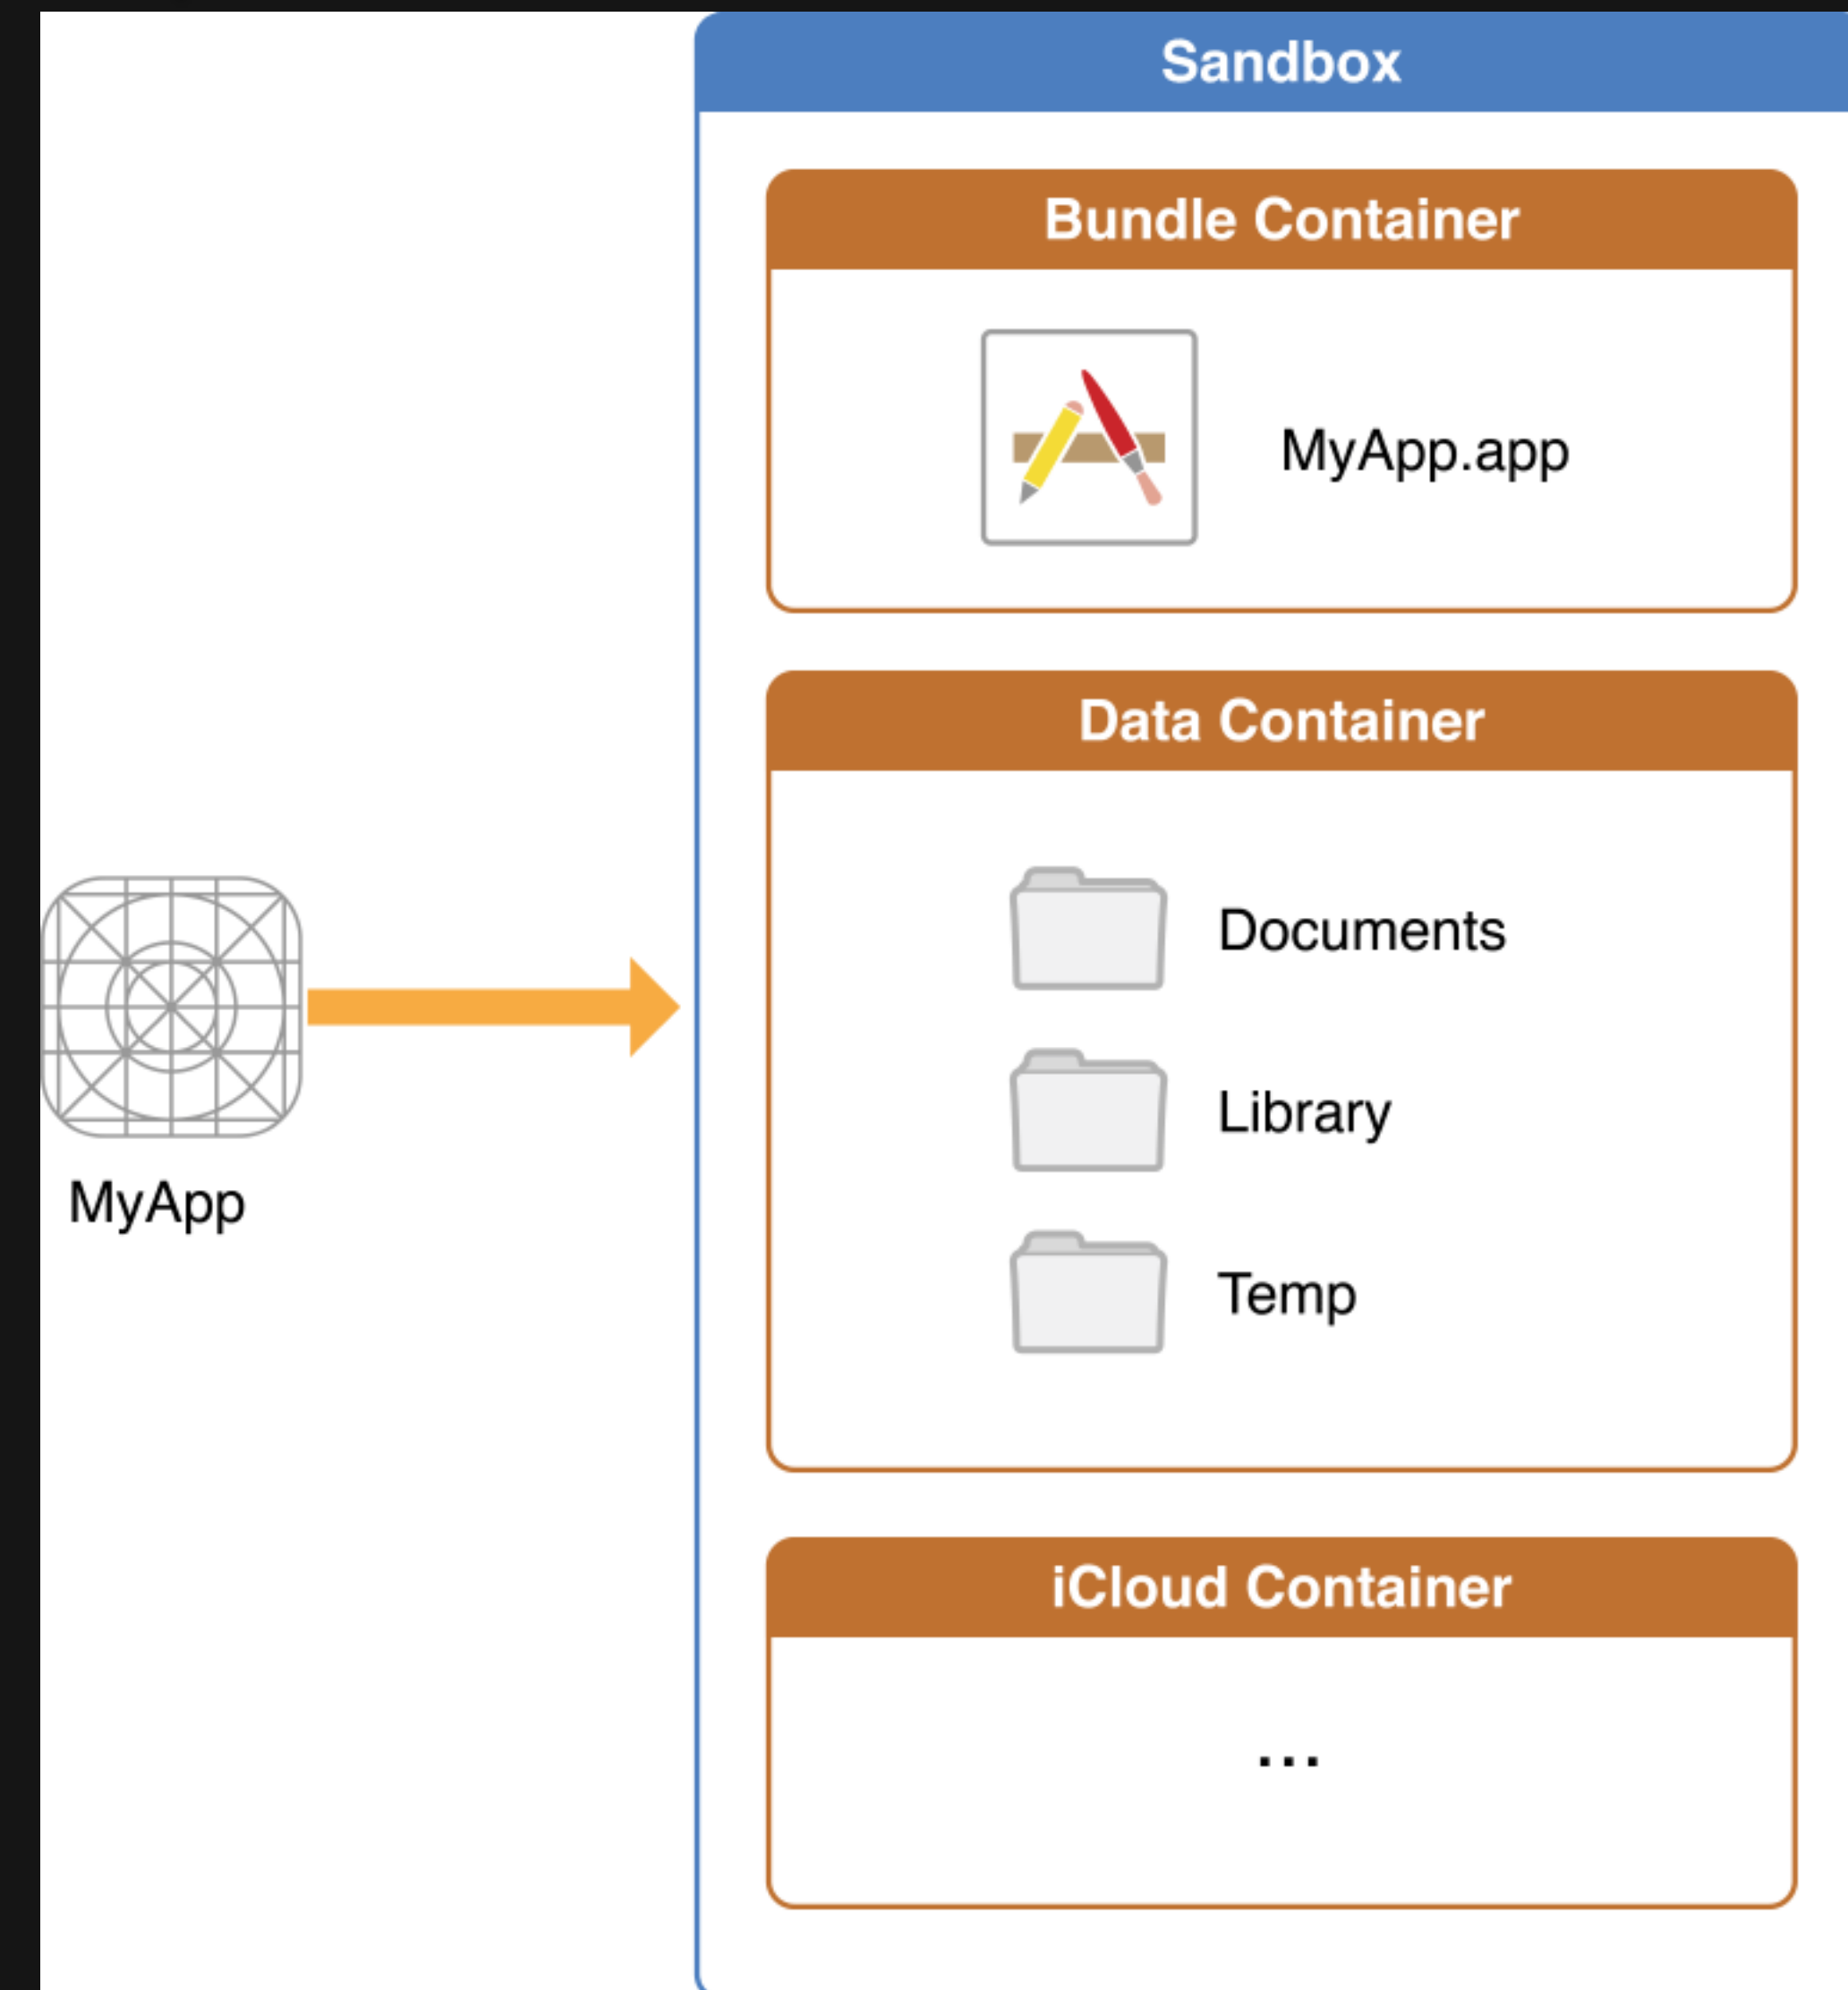 Sandbox
Bundle Container
MyApp.app
Data Container
Documents
Library
Temp
MyApp
iCloud Container
...